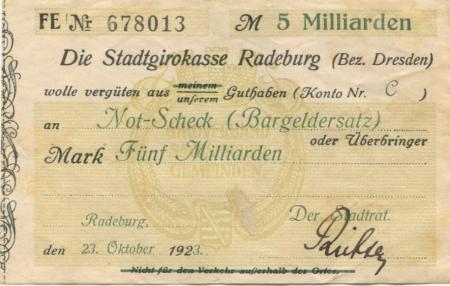 FE № 678013 M 5 Milliarden
Die Stadtgirokasse Radeburg (Bez. Dresden)
wolle vergüten aus meinem
unserem Guthaben (Konto Nr. C )
an Not-Scheck (Bargeldersatz)
oder Überbringer
Mark Fünf Milliarden
GEMEINDEN
Radeburg, Der Stadtrat.
den 23. Oktober 1923.
Nicht für den Verkehr ausserhalb des Ortes.